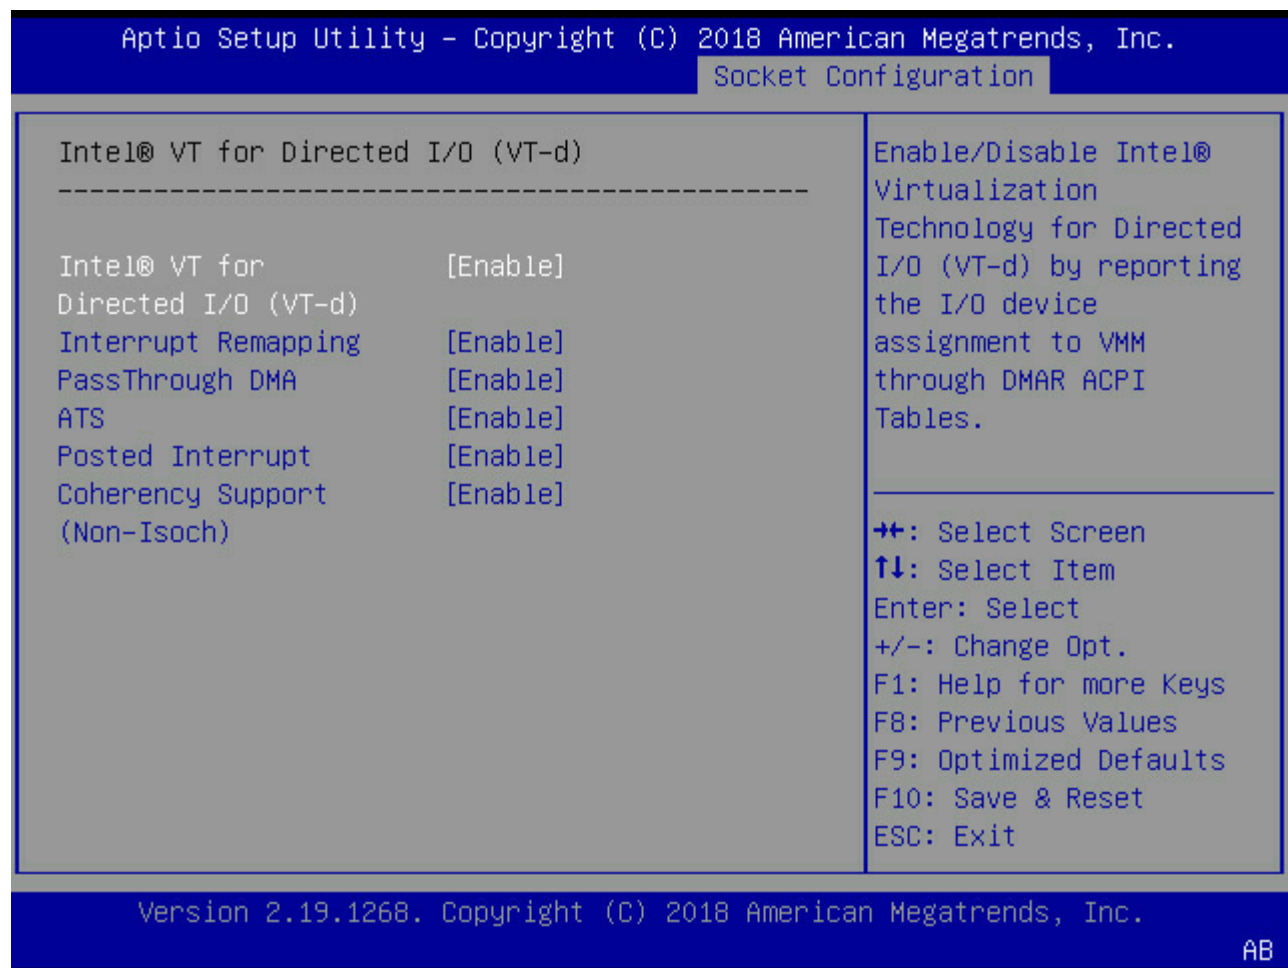 Aptio Setup Utility – Copyright (C) 2018 American Megatrends, Inc.
Socket Configuration
Intel® VT for Directed I/O (VT-d)
-----------------------------------------------
Intel® VT for [Enable]
Directed I/O (VT-d)
Interrupt Remapping [Enable]
PassThrough DMA [Enable]
ATS [Enable]
Posted Interrupt [Enable]
Coherency Support [Enable]
(Non-Isoch)
Enable/Disable Intel®
Virtualization
Technology for Directed
I/O (VT-d) by reporting
the I/O device
assignment to VMM
through DMAR ACPI
Tables.
→←: Select Screen
↑↓: Select Item
Enter: Select
+/-: Change Opt.
F1: Help for more Keys
F8: Previous Values
F9: Optimized Defaults
F10: Save & Reset
ESC: Exit
Version 2.19.1268. Copyright (C) 2018 American Megatrends, Inc.
AB